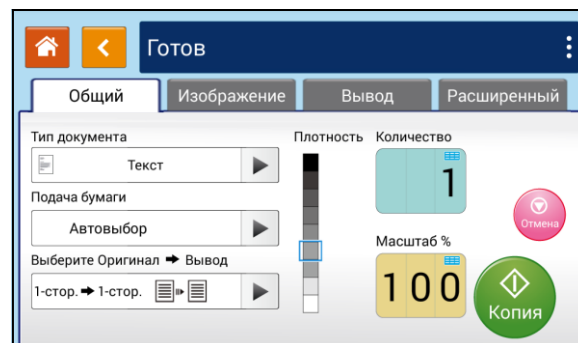 Готов
Общий
Изображение
Вывод
Расширенный
Тип документа
Текст
Подача бумаги
Автовыбор
Выберите Оригинал ➡ Вывод
1-стор. ➡ 1-стор.
Плотность
Количество
1
Масштаб %
100
Отмена
Копия